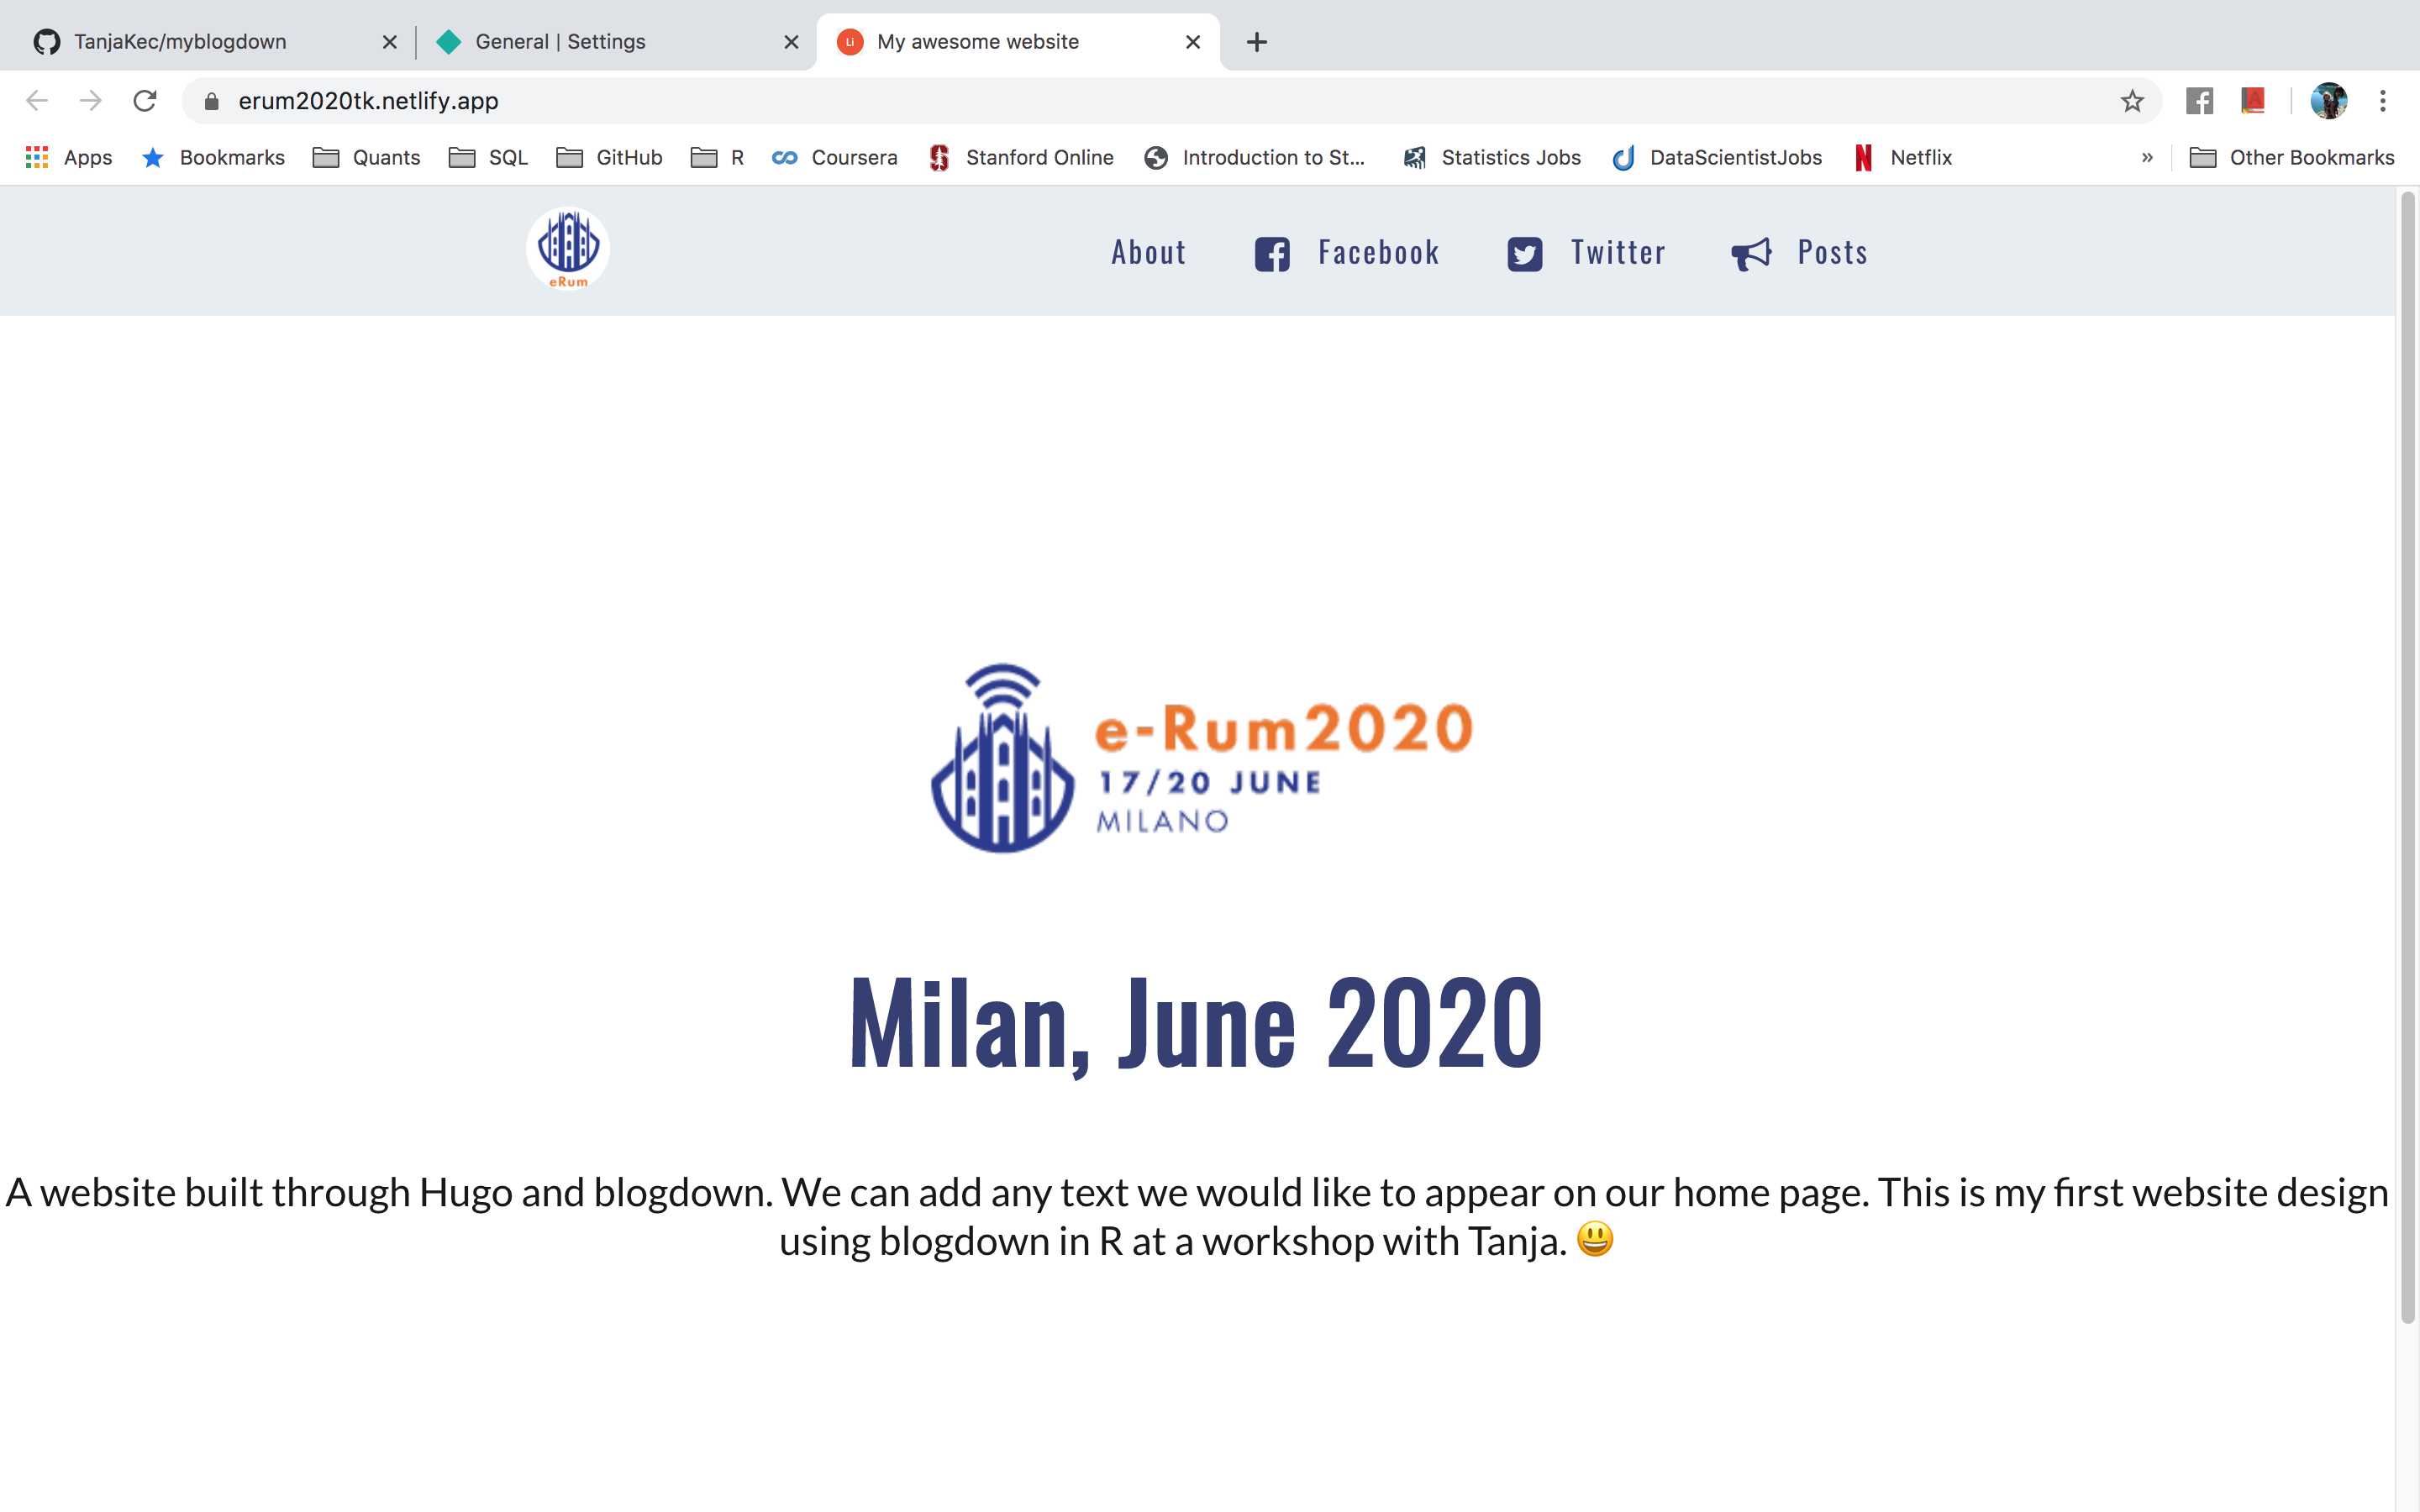 TanjaKec/myblogdown
General | Settings
Li My awesome website
erum2020tk.netlify.app
Apps Bookmarks Quants SQL GitHub R Coursera Stanford Online Introduction to St... Statistics Jobs DataScientistJobs Netflix » Other Bookmarks
eRum
About Facebook Twitter Posts
e-Rum2020
17/20 JUNE
MILANO
Milan, June 2020
A website built through Hugo and blogdown. We can add any text we would like to appear on our home page. This is my first website design
using blogdown in R at a workshop with Tanja. 😃